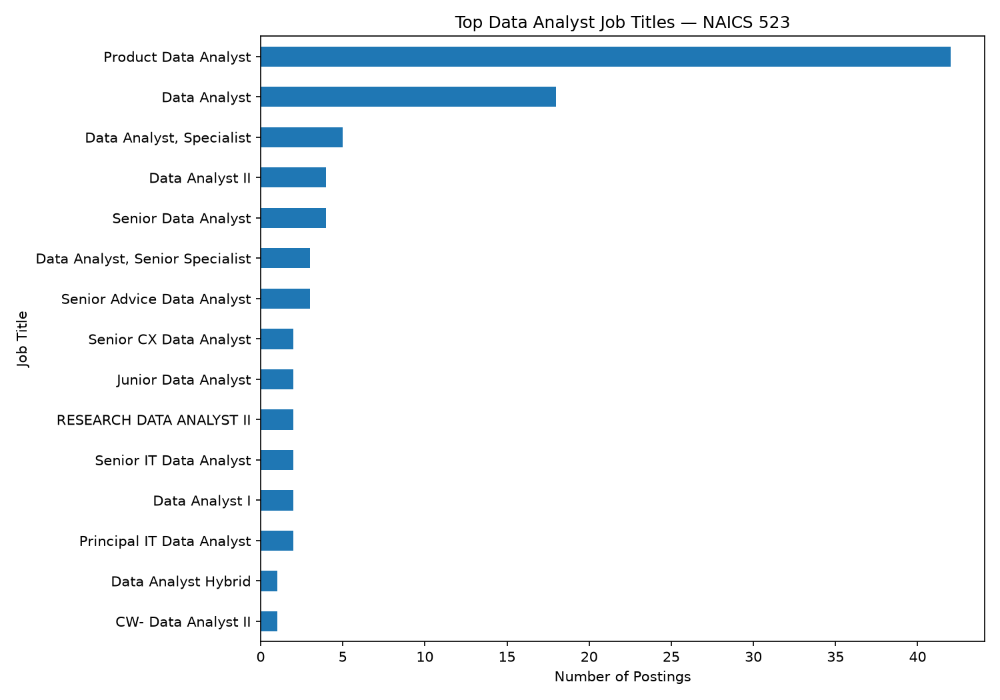 Top Data Analyst Job Titles — NAICS 523
Product Data Analyst
Data Analyst
Data Analyst, Specialist
Data Analyst II
Senior Data Analyst
Data Analyst, Senior Specialist
Senior Advice Data Analyst
Senior CX Data Analyst
Junior Data Analyst
RESEARCH DATA ANALYST II
Senior IT Data Analyst
Data Analyst I
Principal IT Data Analyst
Data Analyst Hybrid
CW- Data Analyst II
Job Title
0 5 10 15 20 25 30 35 40
Number of Postings